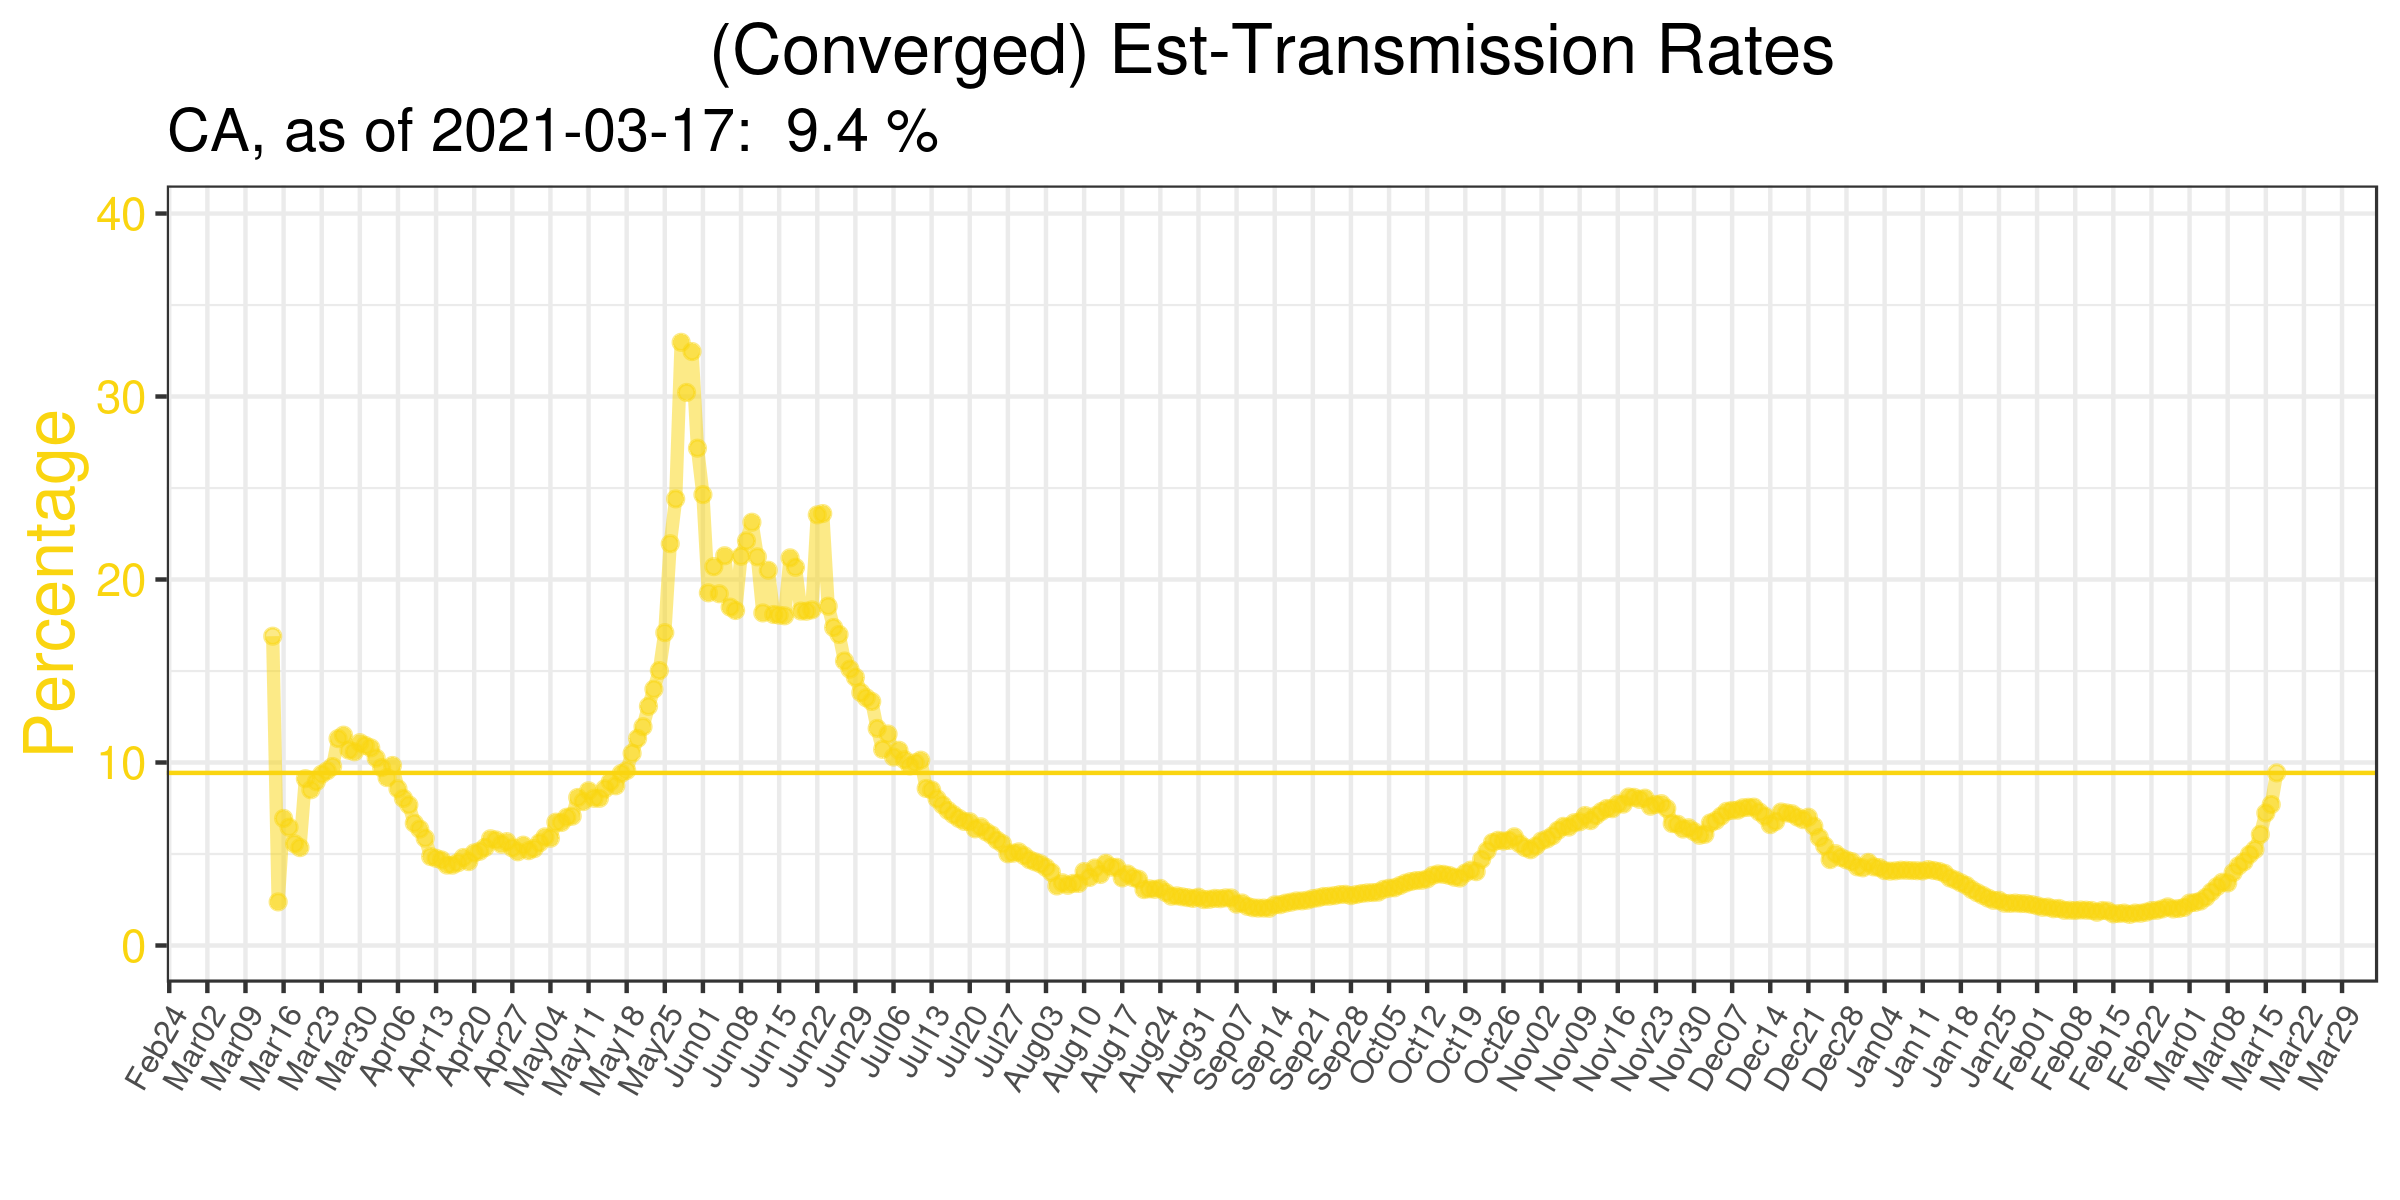 (Converged) Est-Transmission Rates
CA, as of 2021-03-17:  9.4 %
Percentage
40
30
20
10
0
Feb24
Mar02
Mar09
Mar16
Mar23
Mar30
Apr06
Apr13
Apr20
Apr27
May04
May11
May18
May25
Jun01
Jun08
Jun15
Jun22
Jun29
Jul06
Jul13
Jul20
Jul27
Aug03
Aug10
Aug17
Aug24
Aug31
Sep07
Sep14
Sep21
Sep28
Oct05
Oct12
Oct19
Oct26
Nov02
Nov09
Nov16
Nov23
Nov30
Dec07
Dec14
Dec21
Dec28
Jan04
Jan11
Jan18
Jan25
Feb01
Feb08
Feb15
Feb22
Mar01
Mar08
Mar15
Mar22
Mar29